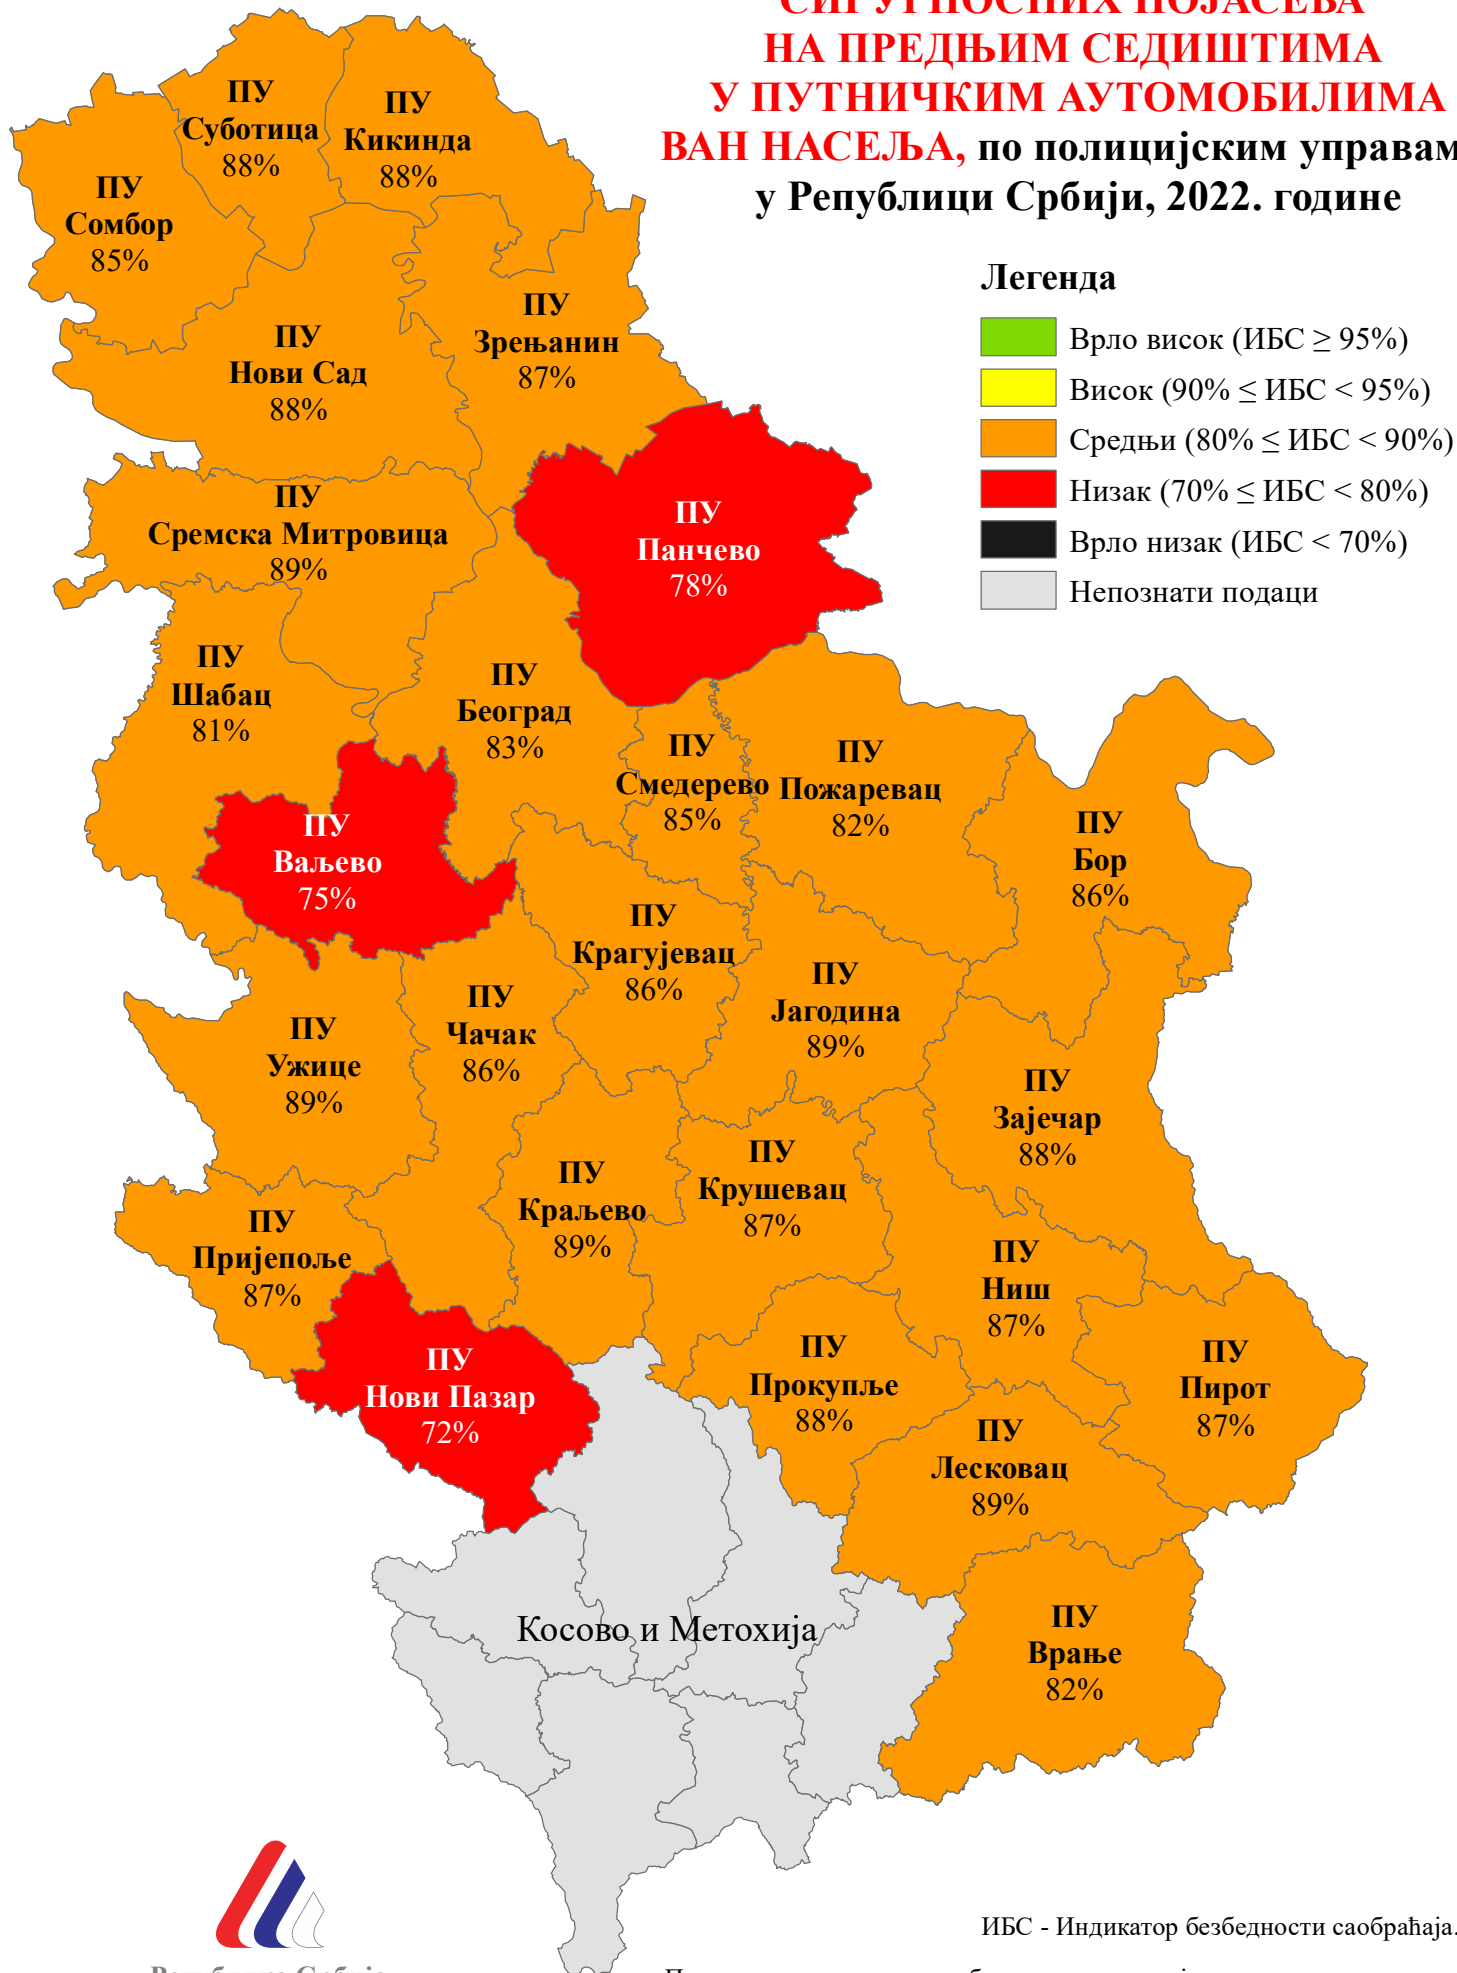 СИГУРНОСНИХ ПОЈАСЕВА
НА ПРЕДЊИМ СЕДИШТИМА
У ПУТНИЧКИМ АУТОМОБИЛИМА
ВАН НАСЕЉА, по полицијским управам
у Републици Србији, 2022. године
Легенда
Врло висок (ИБС ≥ 95%)
Висок (90% ≤ ИБС < 95%)
Средњи (80% ≤ ИБС < 90%)
Низак (70% ≤ ИБС < 80%)
Врло низак (ИБС < 70%)
Непознати подаци
ПУ
Суботица
88%
ПУ
Кикинда
88%
ПУ
Сомбор
85%
ПУ
Зрењанин
87%
ПУ
Нови Сад
88%
ПУ
Сремска Митровица
89%
ПУ
Панчево
78%
ПУ
Шабац
81%
ПУ
Београд
83%
ПУ
Смедерево
85%
ПУ
Пожаревац
82%
ПУ
Бор
86%
ПУ
Ваљево
75%
ПУ
Крагујевац
86%
ПУ
Јагодина
89%
ПУ
Чачак
86%
ПУ
Ужице
89%
ПУ
Зајечар
88%
ПУ
Крушевац
87%
ПУ
Краљево
89%
ПУ
Пријепоље
87%
ПУ
Ниш
87%
ПУ
Прокупље
88%
ПУ
Пирот
87%
ПУ
Нови Пазар
72%
ПУ
Лесковац
89%
Косово и Метохија
ПУ
Врање
82%
ИБС - Индикатор безбедности саобраћаја.
Република Србија